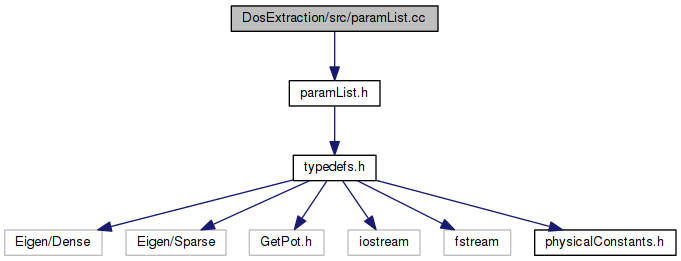 DosExtraction/src/paramList.cc
paramList.h
typedefs.h
Eigen/Dense
Eigen/Sparse
GetPot.h
iostream
fstream
physicalConstants.h